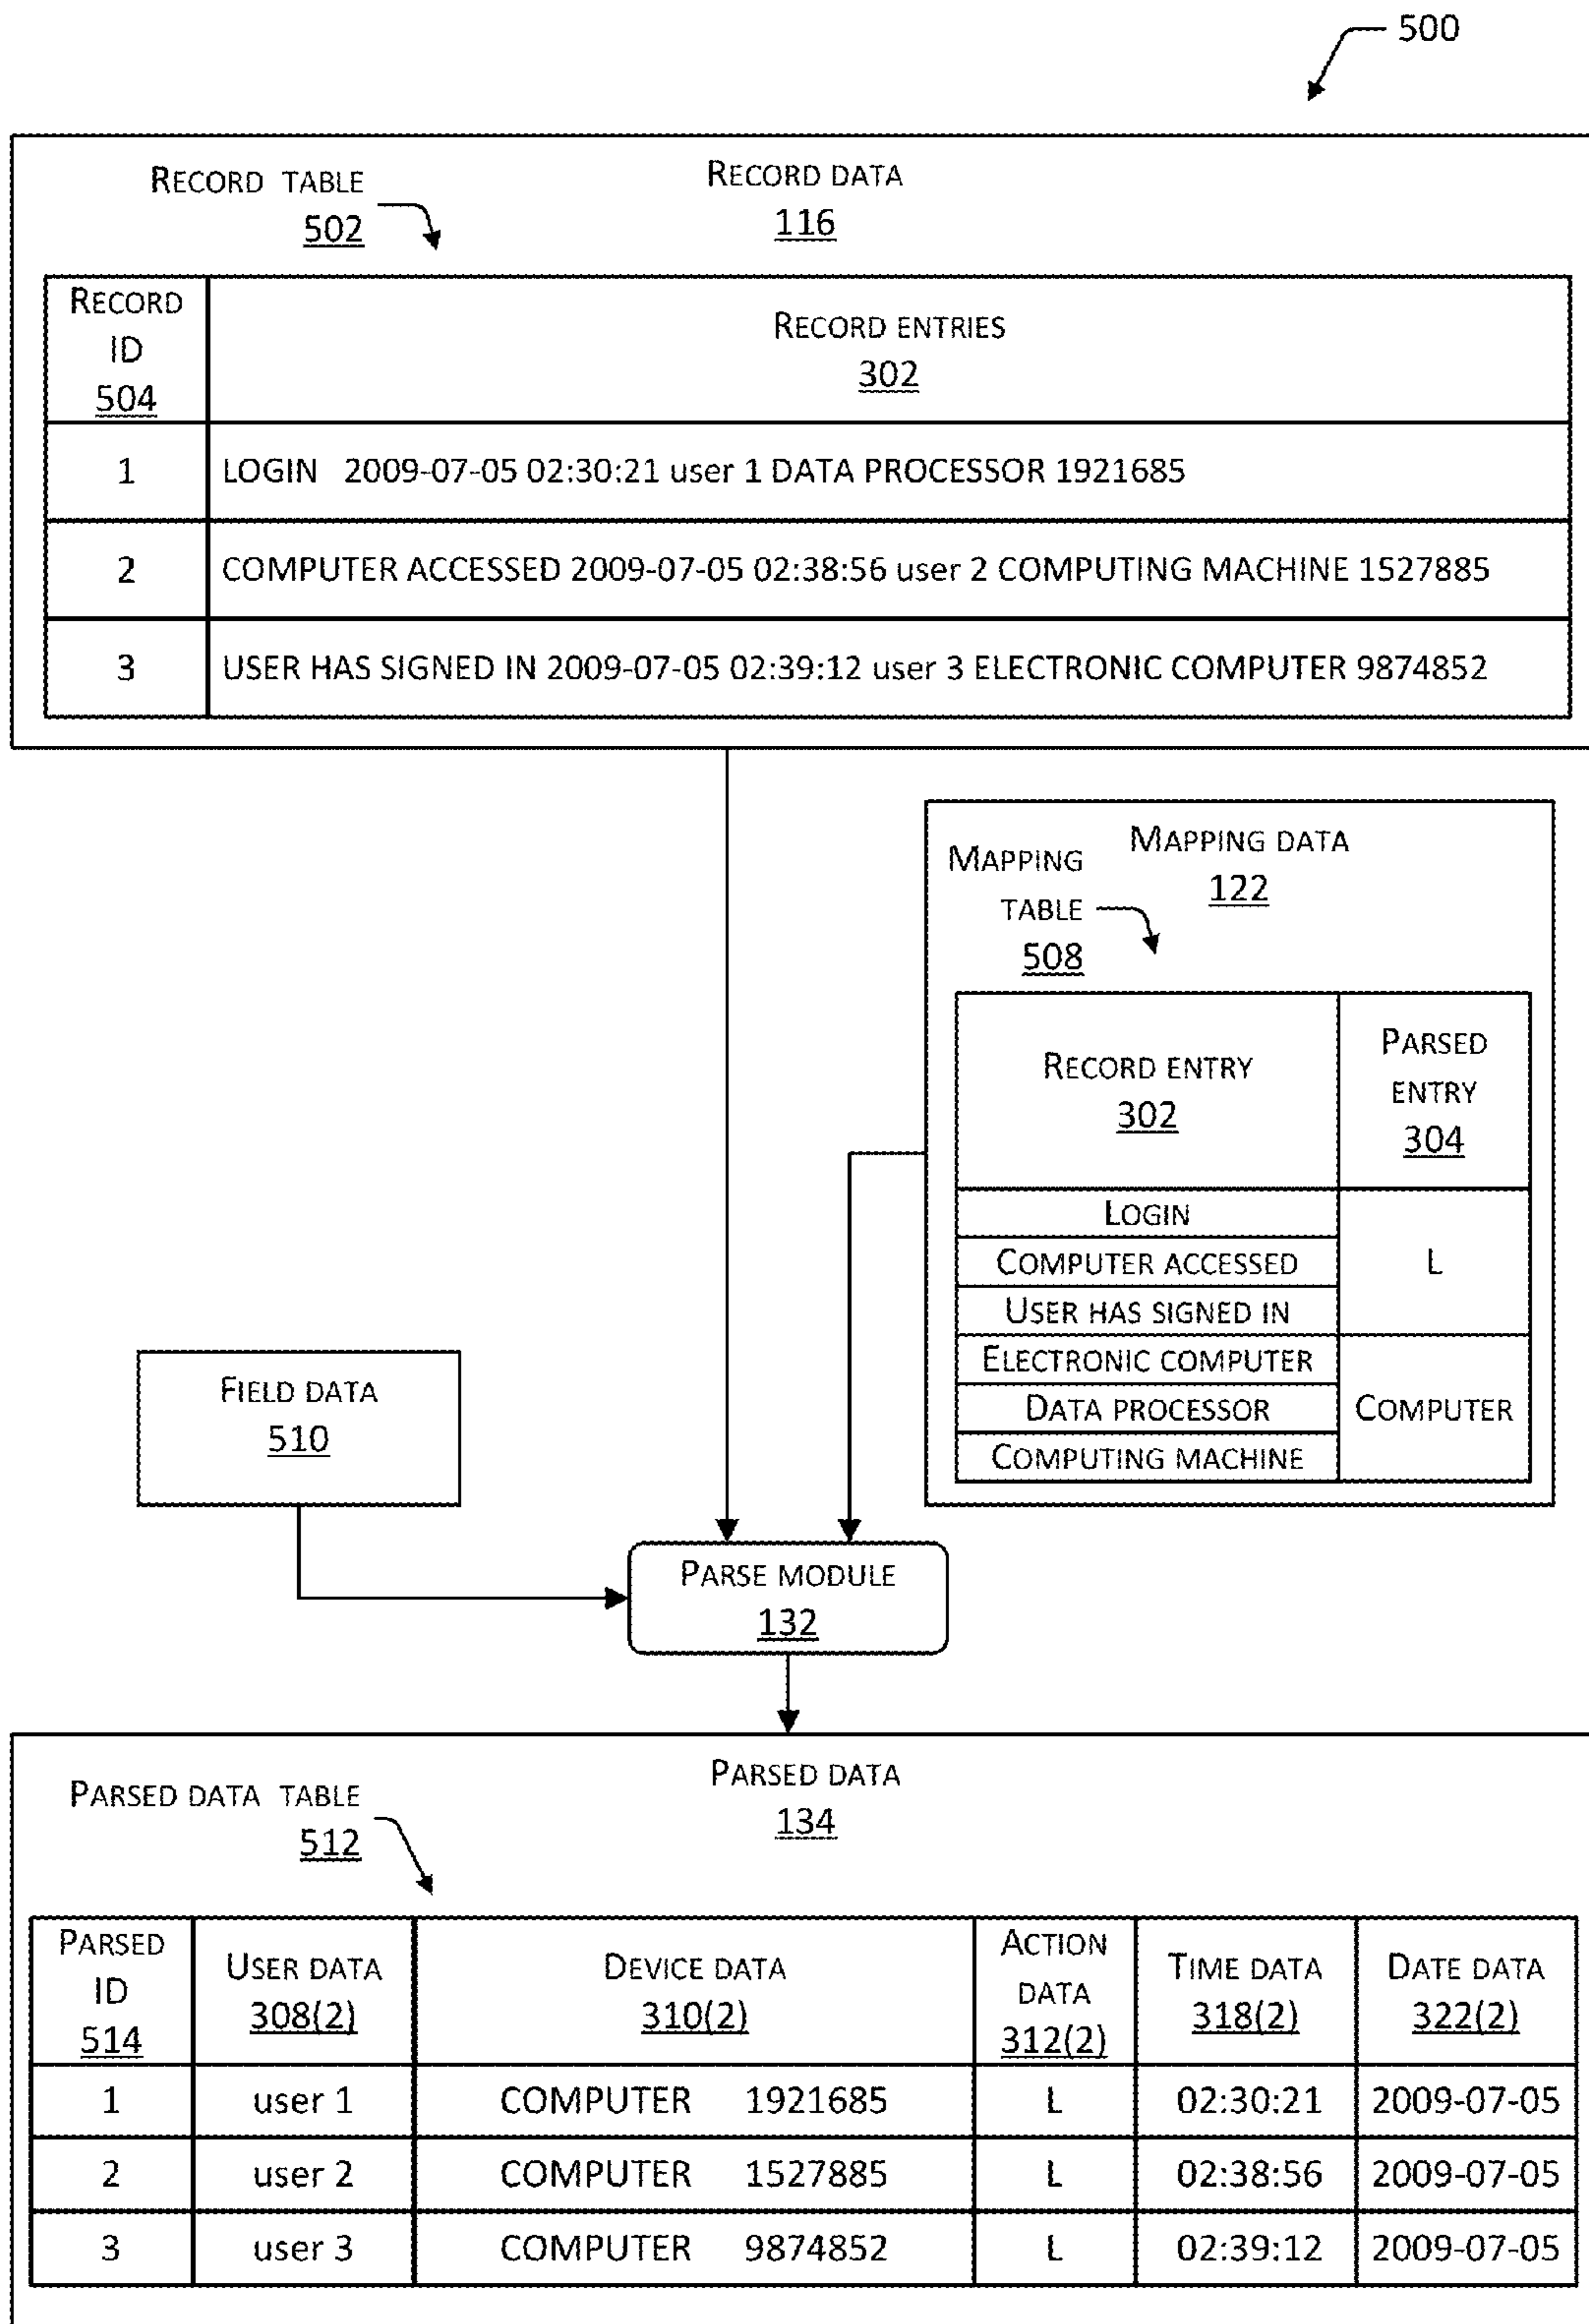 500
RECORD TABLE
502
RECORD DATA
116
RECORD
ID
504
RECORD ENTRIES
302
1
LOGIN 2009-07-05 02:30:21 user 1 DATA PROCESSOR 1921685
2
COMPUTER ACCESSED 2009-07-05 02:38:56 user 2 COMPUTING MACHINE 1527885
3
USER HAS SIGNED IN 2009-07-05 02:39:12 user 3 ELECTRONIC COMPUTER 9874852
MAPPING DATA
122
MAPPING
TABLE
508
RECORD ENTRY
302
PARSED
ENTRY
304
LOGIN
COMPUTER ACCESSED
USER HAS SIGNED IN
L
ELECTRONIC COMPUTER
DATA PROCESSOR
COMPUTING MACHINE
COMPUTER
FIELD DATA
510
PARSE MODULE
132
PARSED DATA
134
PARSED DATA TABLE
512
PARSED
ID
514
USER DATA
308(2)
DEVICE DATA
310(2)
ACTION
DATA
312(2)
TIME DATA
318(2)
DATE DATA
322(2)
1 user 1 COMPUTER 1921685 L 02:30:21 2009-07-05
2 user 2 COMPUTER 1527885 L 02:38:56 2009-07-05
3 user 3 COMPUTER 9874852 L 02:39:12 2009-07-05